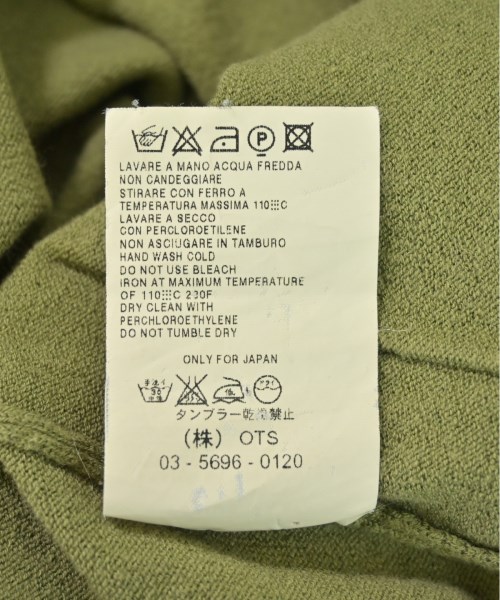 LAVARE A MANO ACQUA FREDDA
NON CANDEGGIARE
STIRARE CON FERRO A
TEMPERATURA MASSIMA 110⣿C
LAVARE A SECCO
CON PERCLOROETILENE
NON ASCIUGARE IN TAMBURO
HAND WASH COLD
DO NOT USE BLEACH
IRON AT MAXIMUM TEMPERATURE
OF 110⣿C 230F
DRY CLEAN WITH
PERCHLOROETHYLENE
DO NOT TUMBLE DRY
ONLY FOR JAPAN
タンブラー乾燥禁止
(株) OTS
03 - 5696 - 0120